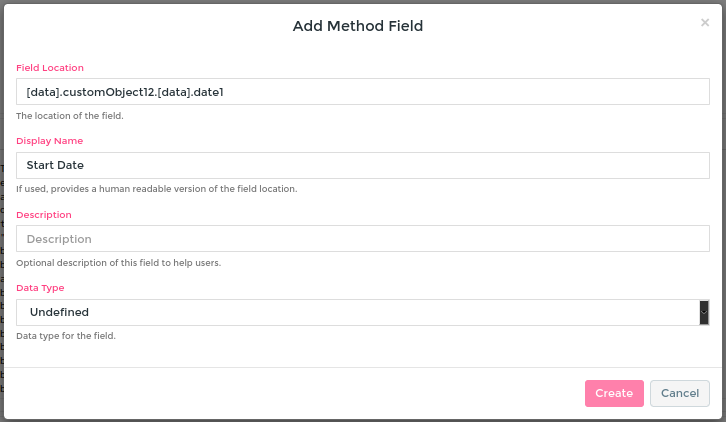 Add Method Field
×
Field Location
[data].customObject12.[data].date1
The location of the field.
Display Name
Start Date
If used, provides a human readable version of the field location.
Description
Description
Optional description of this field to help users.
Data Type
Undefined
Data type for the field.
Create Cancel